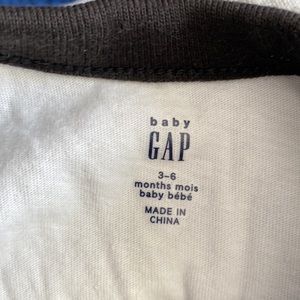 baby
GAP
3-6
months mois
baby bébé
MADE IN
CHINA